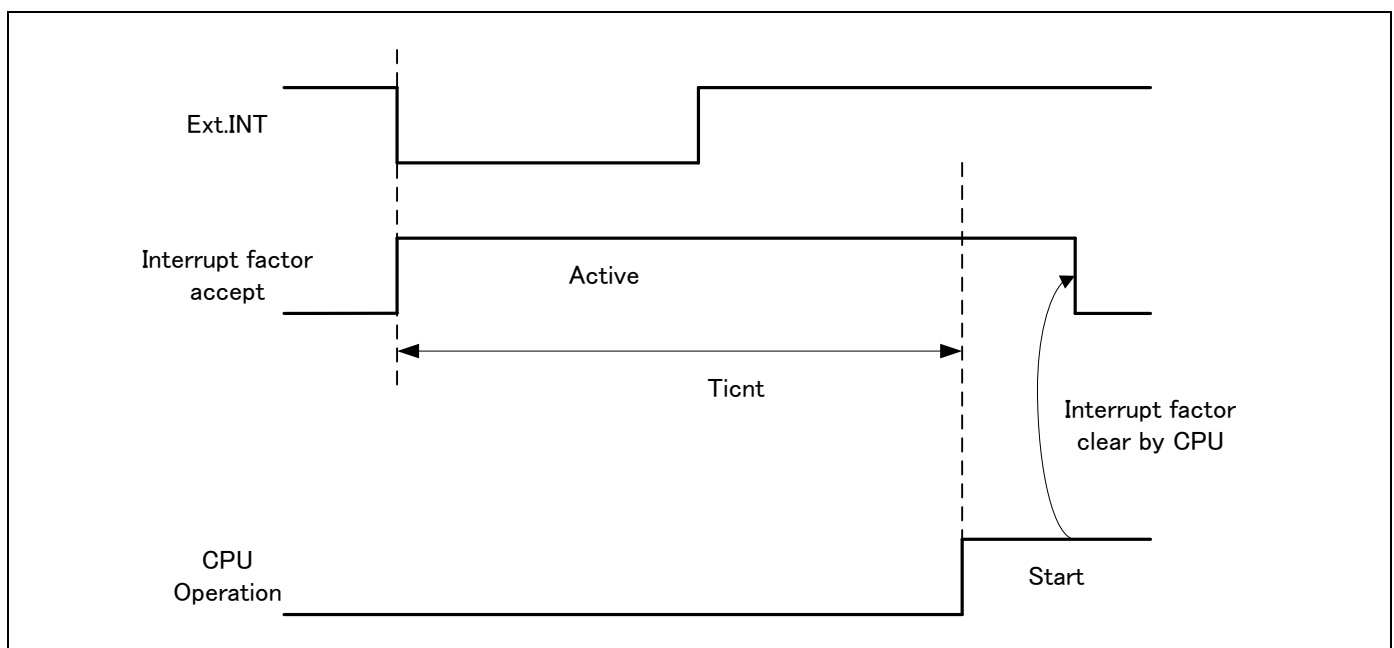 Ext.INT
Interrupt factor
accept
Active
Ticnt
Interrupt factor
clear by CPU
CPU
Operation
Start